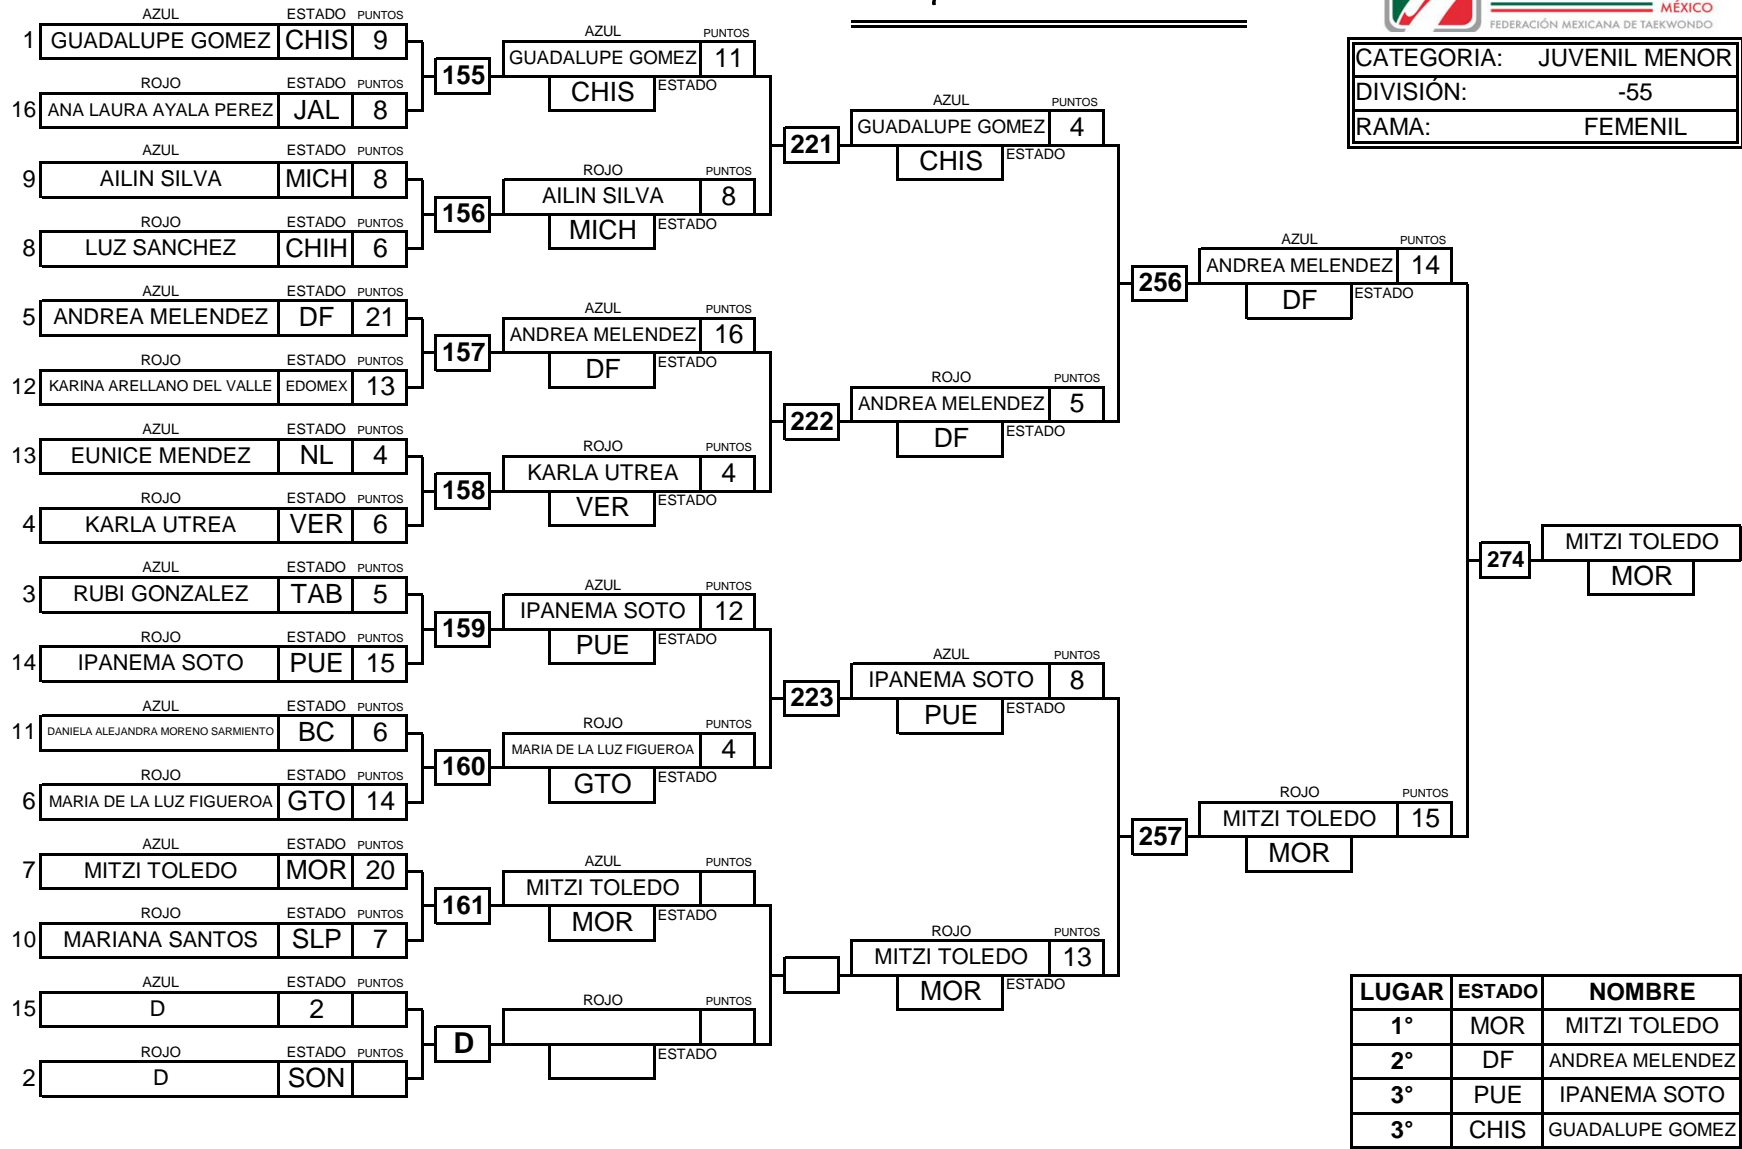 MÉXICO
FEDERACIÓN MEXICANA DE TAEKWONDO
CATEGORIA: JUVENIL MENOR
DIVISIÓN: -55
RAMA: FEMENIL
AZUL ESTADO PUNTOS
1 GUADALUPE GOMEZ CHIS 9
ROJO ESTADO PUNTOS
16 ANA LAURA AYALA PEREZ JAL 8
AZUL ESTADO PUNTOS
9 AILIN SILVA MICH 8
ROJO ESTADO PUNTOS
8 LUZ SANCHEZ CHIH 6
AZUL ESTADO PUNTOS
5 ANDREA MELENDEZ DF 21
ROJO ESTADO PUNTOS
12 KARINA ARELLANO DEL VALLE EDOMEX 13
AZUL ESTADO PUNTOS
13 EUNICE MENDEZ NL 4
ROJO ESTADO PUNTOS
4 KARLA UTREA VER 6
AZUL ESTADO PUNTOS
3 RUBI GONZALEZ TAB 5
ROJO ESTADO PUNTOS
14 IPANEMA SOTO PUE 15
AZUL ESTADO PUNTOS
11 DANIELA ALEJANDRA MORENO SARMIENTO BC 6
ROJO ESTADO PUNTOS
6 MARIA DE LA LUZ FIGUEROA GTO 14
AZUL ESTADO PUNTOS
7 MITZI TOLEDO MOR 20
ROJO ESTADO PUNTOS
10 MARIANA SANTOS SLP 7
AZUL ESTADO PUNTOS
15 D 2
ROJO ESTADO PUNTOS
2 D SON
155
156
157
158
159
160
161
D
AZUL PUNTOS
GUADALUPE GOMEZ 11
CHIS ESTADO
ROJO PUNTOS
AILIN SILVA 8
MICH ESTADO
AZUL PUNTOS
ANDREA MELENDEZ 16
DF ESTADO
ROJO PUNTOS
KARLA UTREA 4
VER ESTADO
AZUL PUNTOS
IPANEMA SOTO 12
PUE ESTADO
ROJO PUNTOS
MARIA DE LA LUZ FIGUEROA 4
GTO ESTADO
AZUL PUNTOS
MITZI TOLEDO
MOR ESTADO
ROJO PUNTOS
ESTADO
221
222
223
AZUL PUNTOS
GUADALUPE GOMEZ 4
CHIS ESTADO
ROJO PUNTOS
ANDREA MELENDEZ 5
DF ESTADO
AZUL PUNTOS
IPANEMA SOTO 8
PUE ESTADO
ROJO PUNTOS
MITZI TOLEDO 13
MOR ESTADO
256
257
AZUL PUNTOS
ANDREA MELENDEZ 14
DF ESTADO
ROJO PUNTOS
MITZI TOLEDO 15
MOR
274
MITZI TOLEDO
MOR
LUGAR ESTADO NOMBRE
1° MOR MITZI TOLEDO
2° DF ANDREA MELENDEZ
3° PUE IPANEMA SOTO
3° CHIS GUADALUPE GOMEZ